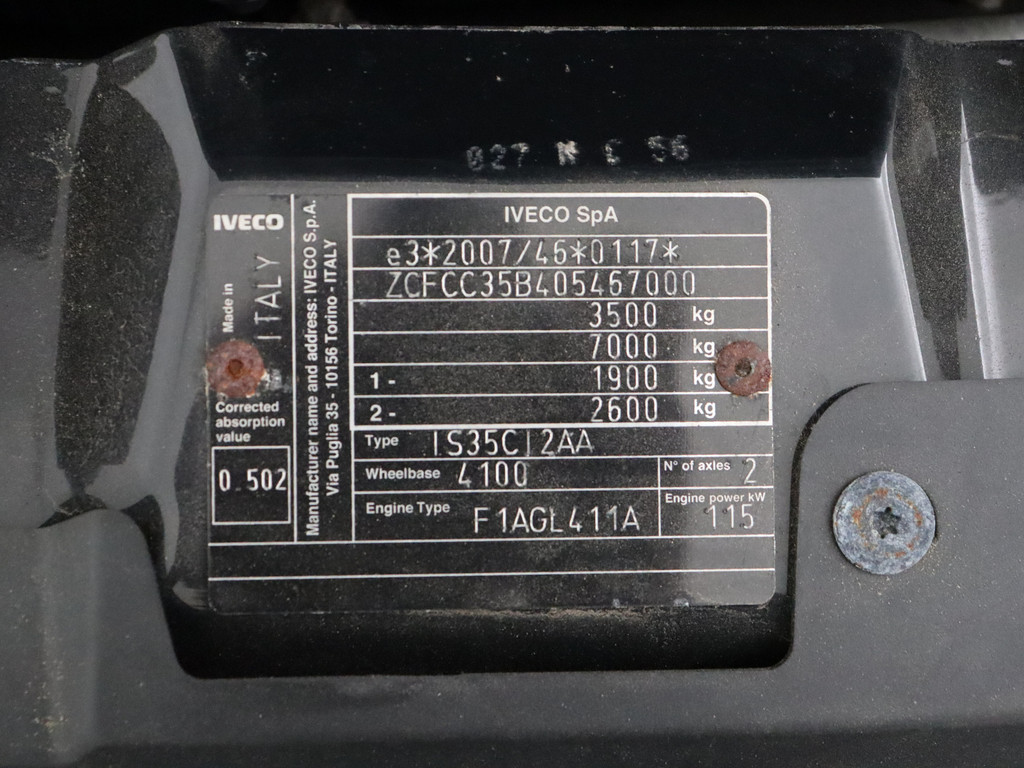 027 N C 56
IVECO
Made in
ITALY
Corrected
absorption
value
0.502
Manufacturer name and address: IVECO S.p.A.
Via Puglia 35 - 10156 Torino - ITALY
IVECO SpA
e3*2007/46*0117*
ZCFCC35B405467000
3500 kg
7000 kg
1- 1900 kg
2- 2600 kg
Type IS35CI2AA
Wheelbase 4100
N° of axles 2
Engine Type F1AGL411A
Engine power kW
115